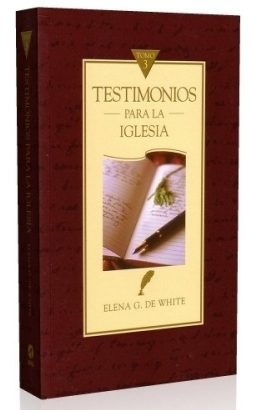 TOMO
3
TESTIMONIOS
PARA LA
IGLESIA
ELENA G. DE WHITE
TESTIMONIOS PARA LA IGLESIA